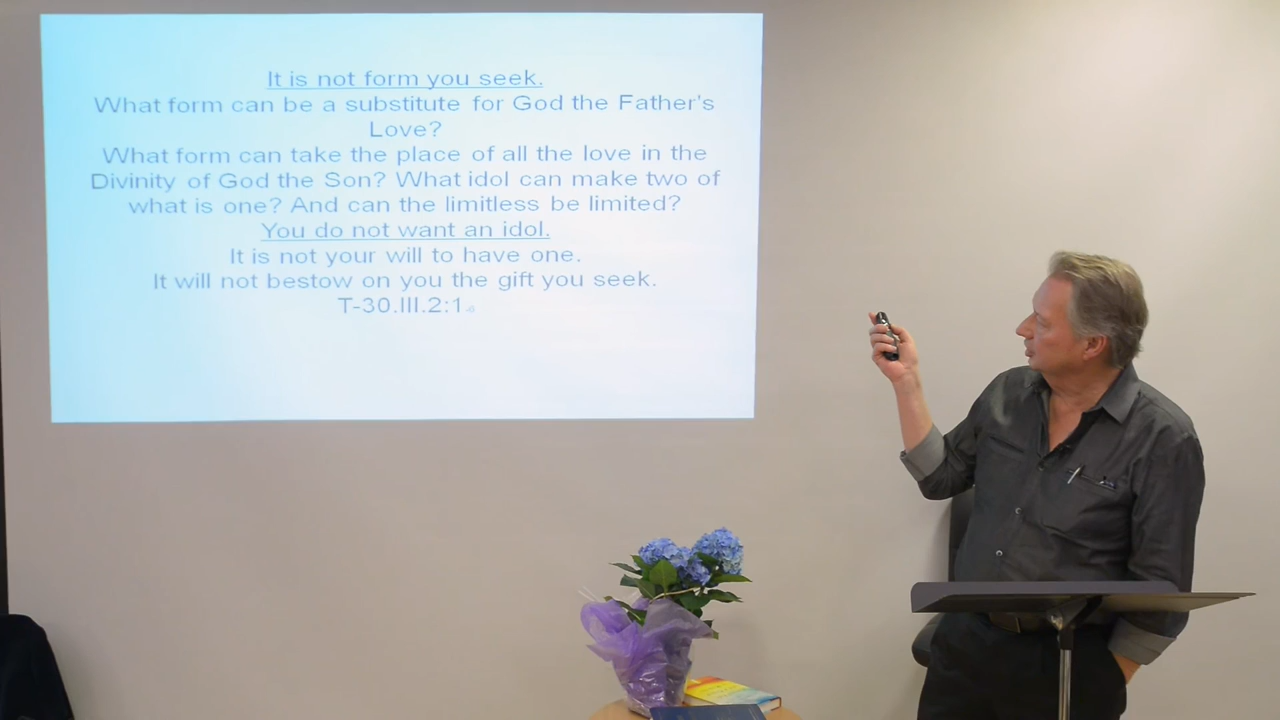 It is not form you seek.
What form can be a substitute for God the Father's
Love?
What form can take the place of all the love in the
Divinity of God the Son? What idol can make two of
what is one? And can the limitless be limited?
You do not want an idol.
It is not your will to have one.
It will not bestow on you the gift you seek.
T-30.III.2:1